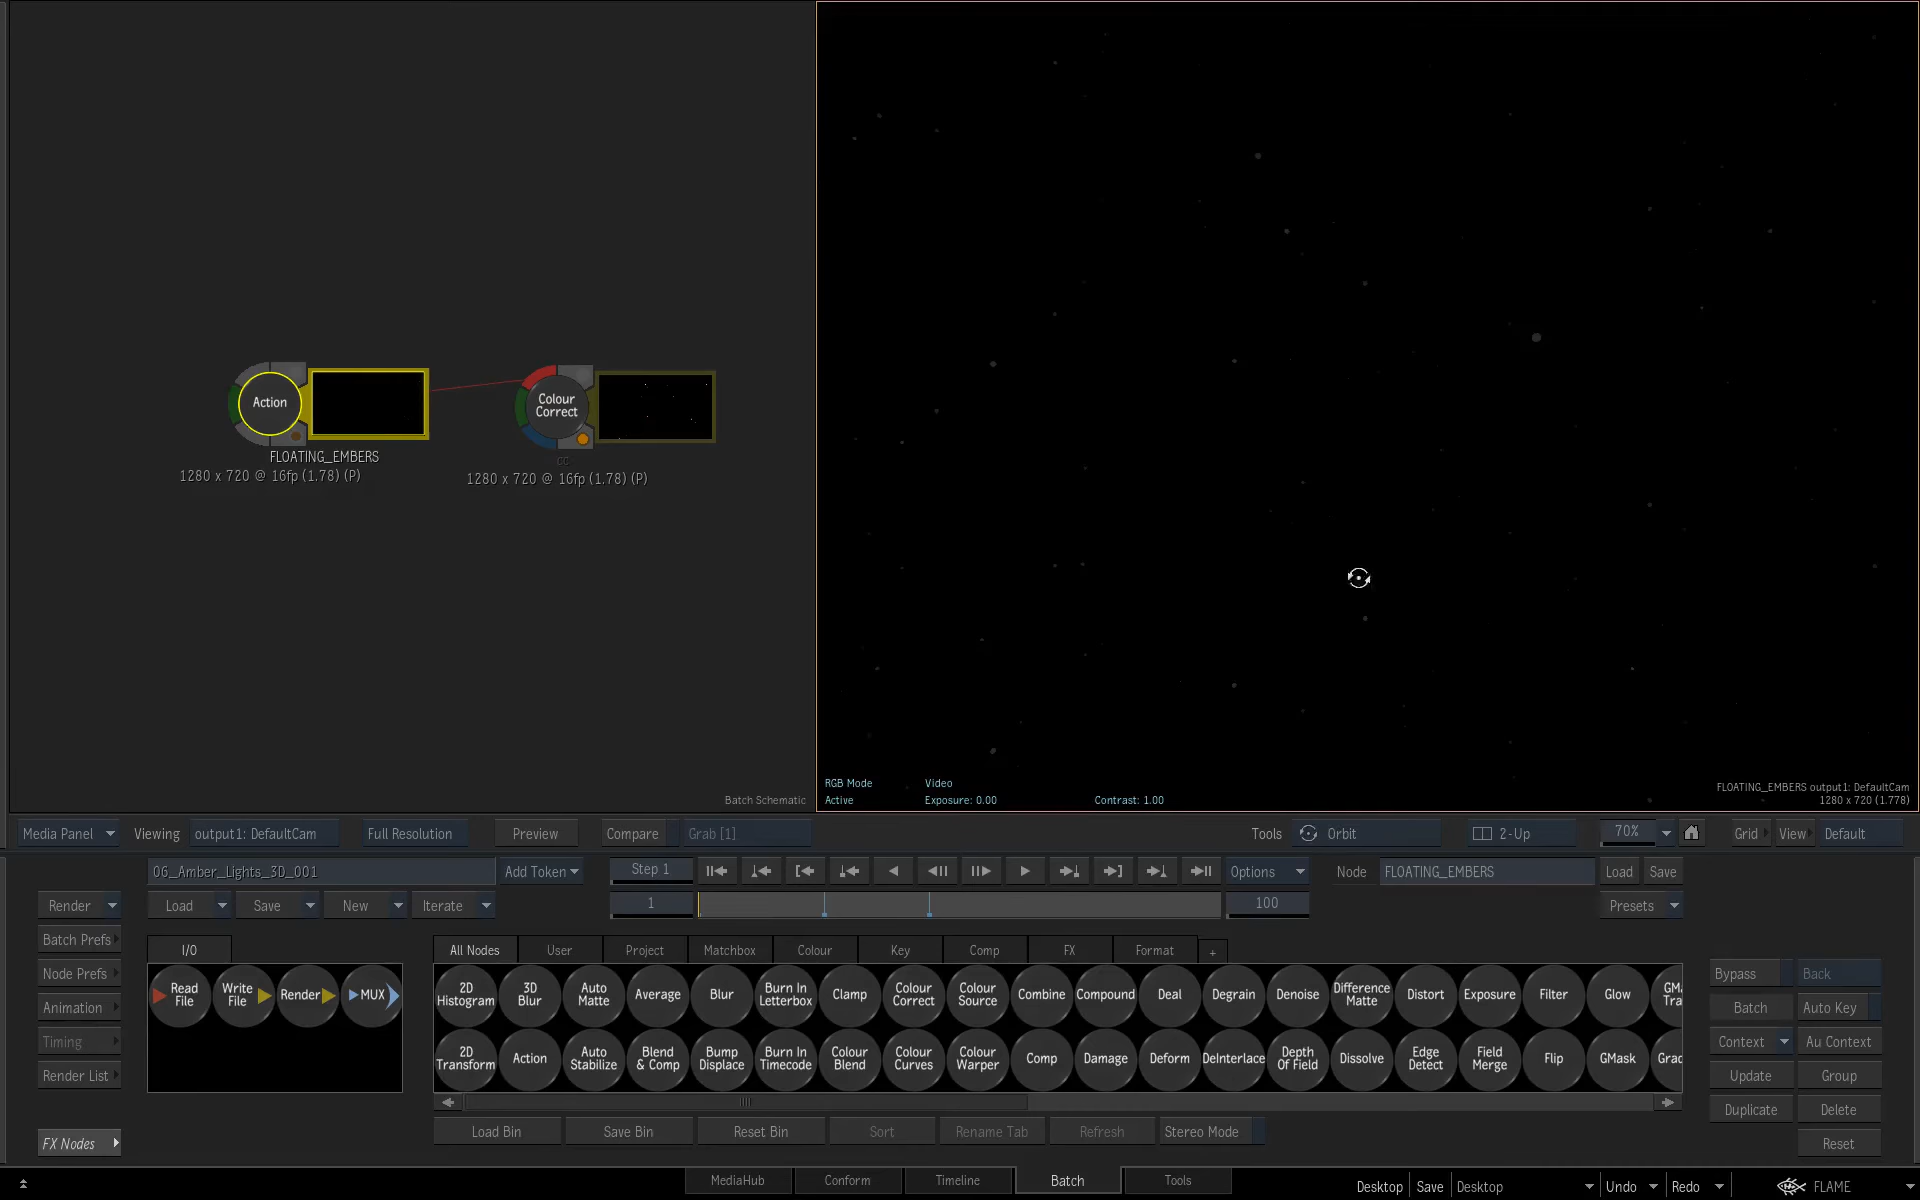 Action
Colour
Correct
FLOATING_EMBERS
CC
1280 x 720 @ 16fp (1.78) (P)
1280 x 720 @ 16fp (1.78) (P)
Batch Schematic
RGB Mode
Video
Active
Exposure: 0.00
Contrast: 1.00
FLOATING_EMBERS output1: DefaultCam
1280 x 720 (1.778)
Media Panel
Viewing
output1: DefaultCam
Full Resolution
Preview
Compare
Grab [1]
Tools
Orbit
2-Up
70%
Grid
View
Default
06_Amber_Lights_3D_001
Add Token
Step 1
Options
Node
FLOATING_EMBERS
Load
Save
Render
Load
Save
New
Iterate
1
100
Presets
Batch Prefs
I/O
All Nodes
User
Project
Matchbox
Colour
Key
Comp
FX
Format
+
Node Prefs
Animation
Timing
Render List
FX Nodes
Read
File
Write
File
Render
MUX
2D
Histogram
3D
Blur
Auto
Matte
Average
Blur
Burn In
Letterbox
Clamp
Colour
Correct
Colour
Source
Combine
Compound
Deal
Degrain
Denoise
Difference
Matte
Distort
Exposure
Filter
Glow
GMa
Tra
2D
Transform
Action
Auto
Stabilize
Blend
& Comp
Bump
Displace
Burn In
Timecode
Colour
Blend
Colour
Curves
Colour
Warper
Comp
Damage
Deform
DeInterlace
Depth
Of Field
Dissolve
Edge
Detect
Field
Merge
Flip
GMask
Grad
Bypass
Back
Batch
Auto Key
Context
Au Context
Update
Group
Duplicate
Delete
Reset
Load Bin
Save Bin
Reset Bin
Sort
Rename Tab
Refresh
Stereo Mode
MediaHub
Conform
Timeline
Batch
Tools
Desktop
Save
Desktop
Undo
Redo
FLAME